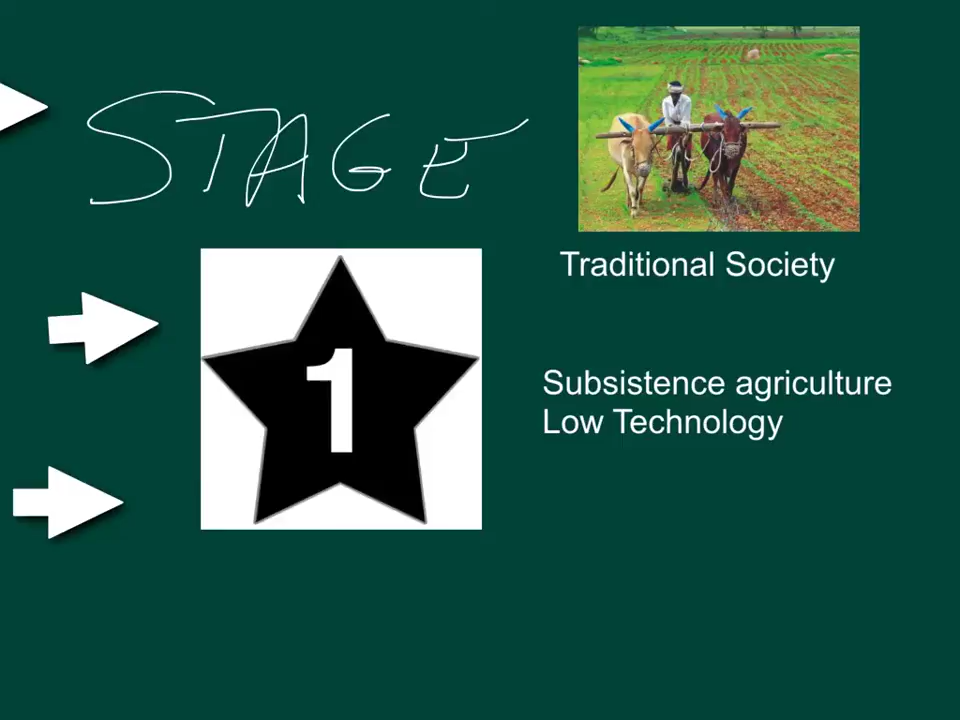 STAGE
1
Traditional Society
Subsistence agriculture
Low Technology